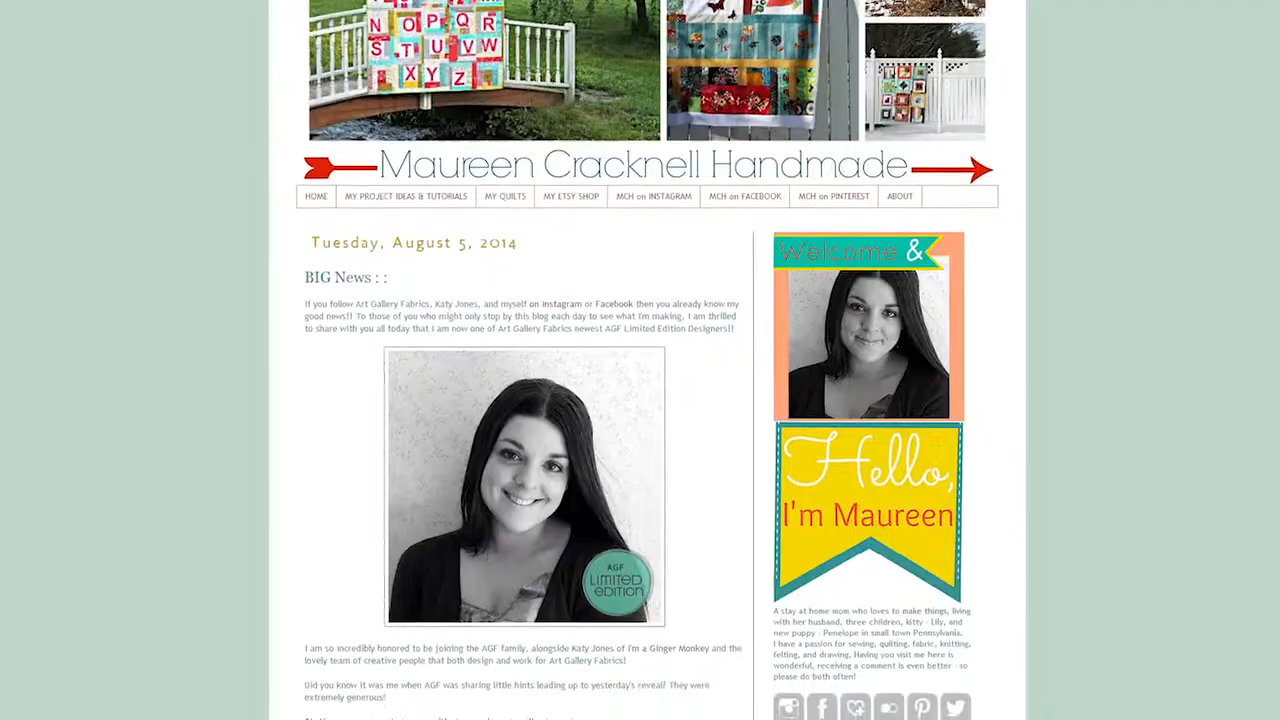 N O P Q R
S T U V W
X Y Z
Maureen Cracknell Handmade
HOME MY PROJECT IDEAS & TUTORIALS MY QUILTS MY ETSY SHOP MCH on INSTAGRAM MCH on FACEBOOK MCH on PINTEREST ABOUT
Tuesday, August 5, 2014
BIG News : :
If you follow Art Gallery Fabrics, Katy Jones, and myself on Instagram or Facebook then you already know my
good news!! To those of you who might only stop by this blog each day to see what I'm making, I am thrilled
to share with you all today that I am now one of Art Gallery Fabrics newest AGF Limited Edition Designers!!
AGF
LIMITED
EDITION
I am so incredibly honored to be joining the AGF family, alongside Katy Jones of I'm a Ginger Monkey and the
lovely team of creative people that both design and work for Art Gallery Fabrics!
Did you know it was me when AGF was sharing little hints leading up to yesterday's reveal? They were
extremely generous!
Welcome &
Hello,
I'm Maureen
A stay at home mom who loves to make things, living
with her husband, three children, kitty - Lily, and
new puppy - Penelope in small town Pennsylvania.
I have a passion for sewing, quilting, fabric, knitting,
felting, and drawing. Having you visit me here is
wonderful, receiving a comment is even better - so
please do both often!